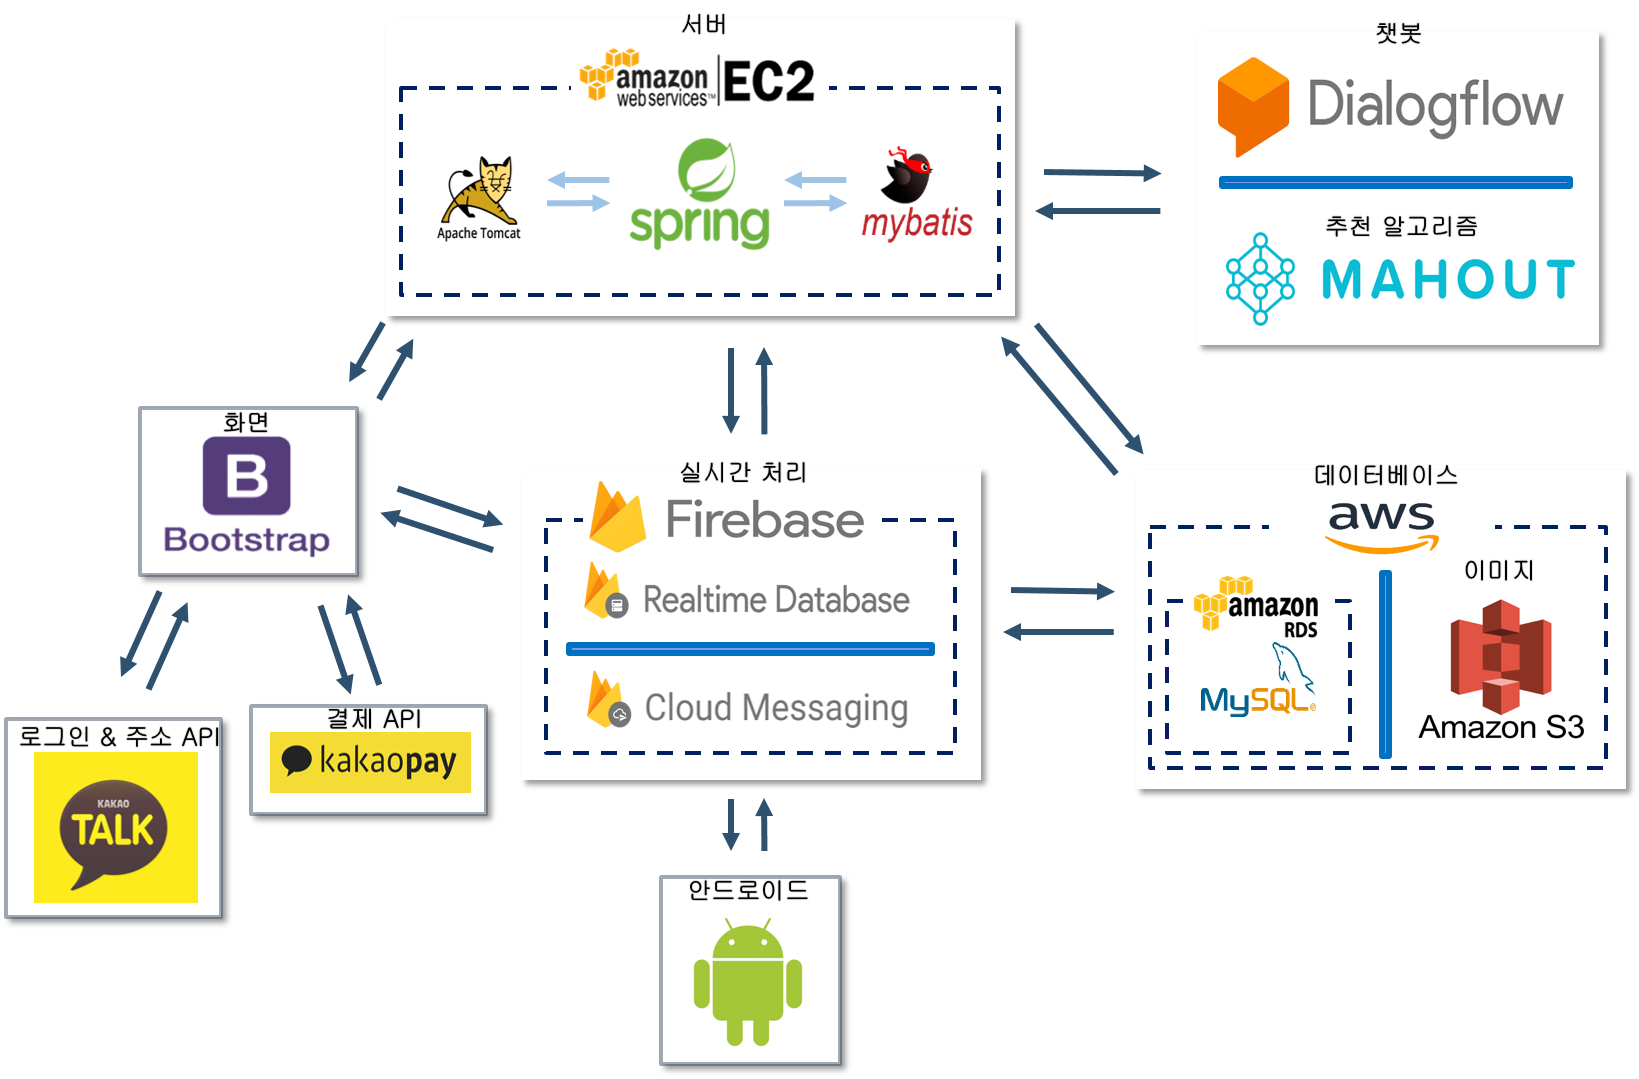 서버
amazon
web services™
EC2
Apache Tomcat
spring
mybatis
챗봇
Dialogflow
추천 알고리즘
MAHOUT
화면
B
Bootstrap
실시간 처리
Firebase
Realtime Database
Cloud Messaging
데이터베이스
aws
amazon
RDS
MySQL®
이미지
Amazon S3
로그인 & 주소 API
KAKAO
TALK
결제 API
kakaopay
안드로이드